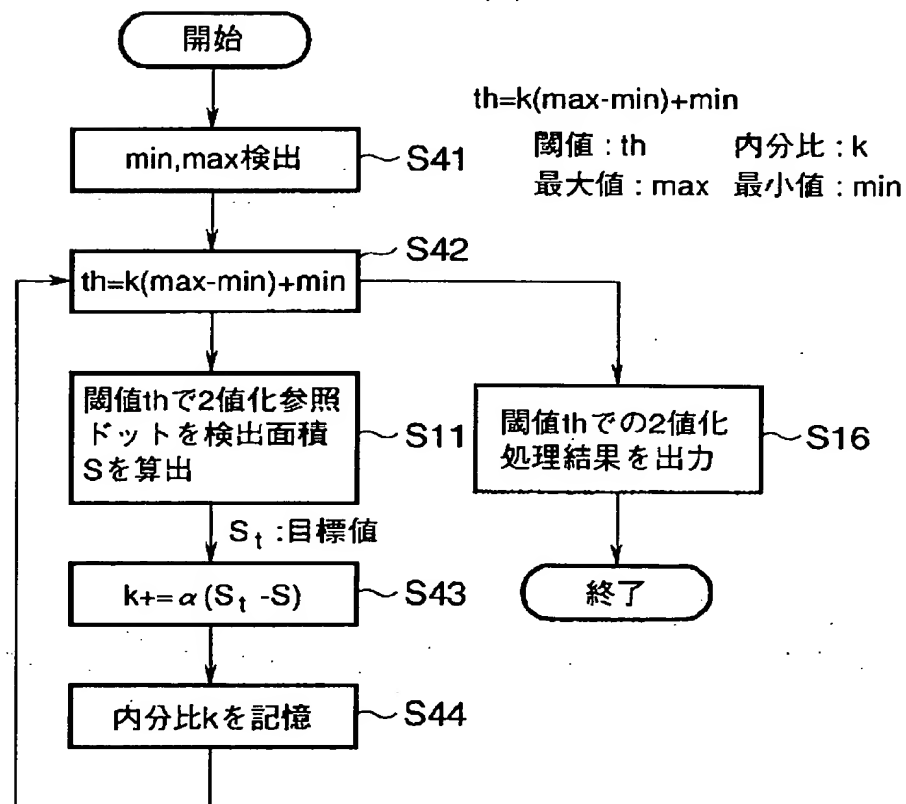 開始
th=k(max-min)+min
閾値 : th 内分比 : k
最大値 : max 最小値 : min
min,max検出
S41
S42
th=k(max-min)+min
閾値thで2値化参照
ドットを検出面積
Sを算出
S11
閾値thでの2値化
処理結果を出力
S16
St :目標値
終了
k+=α(St -S)
S43
内分比kを記憶
S44